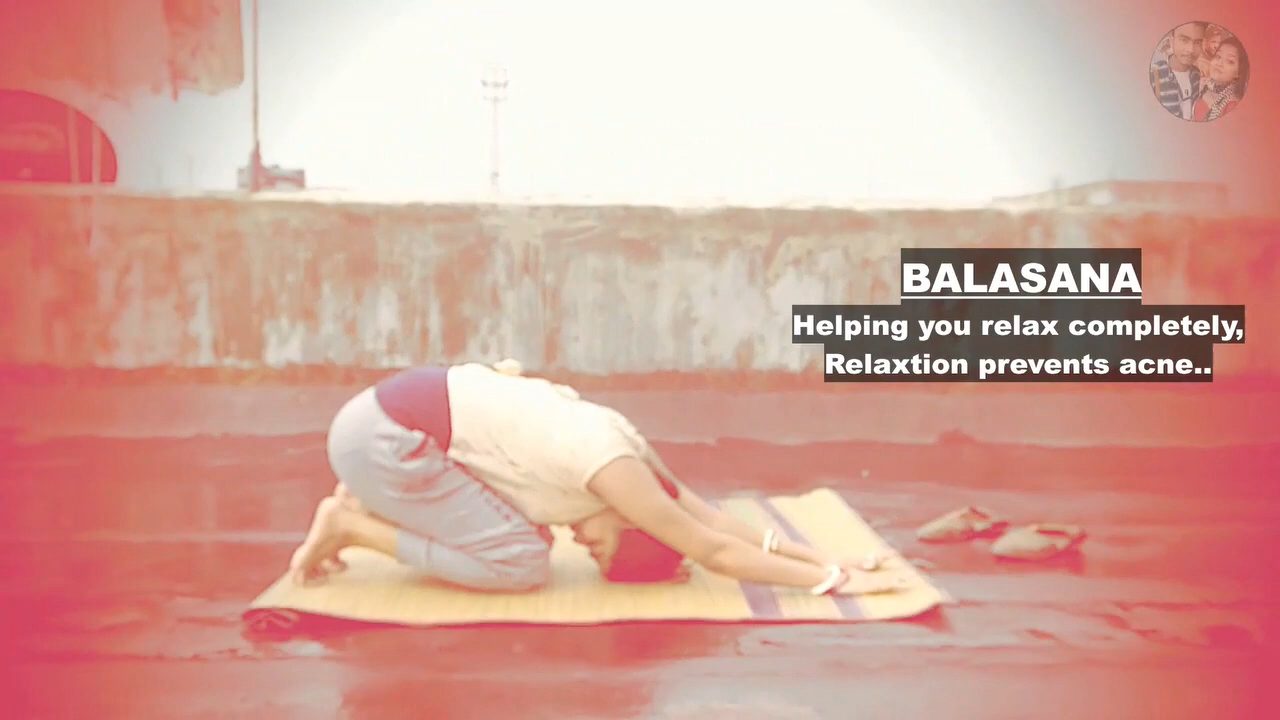 BALASANA
Helping you relax completely,
Relaxtion prevents acne..